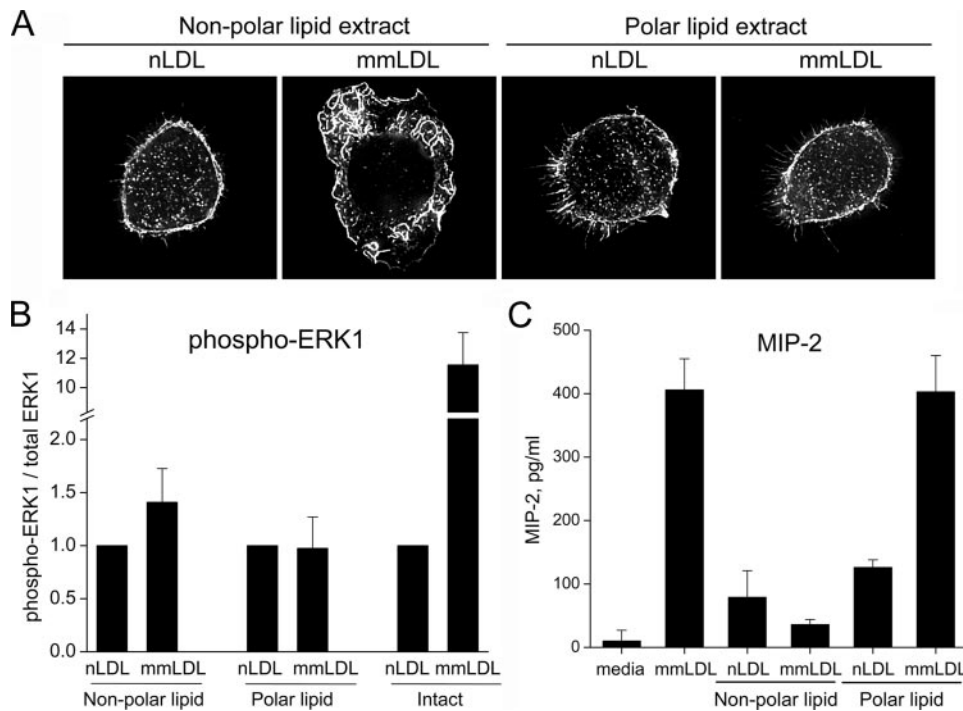 A
Non-polar lipid extract
Polar lipid extract
nLDL
mmLDL
nLDL
mmLDL
B
phospho-ERK1
phospho-ERK1 / total ERK1
14
12
10
2.0
1.5
1.0
0.5
0.0
nLDL mmLDL
nLDL mmLDL
nLDL mmLDL
Non-polar lipid
Polar lipid
Intact
C
MIP-2
MIP-2, pg/ml
500
400
300
200
100
0
media mmLDL nLDL mmLDL nLDL mmLDL
Non-polar lipid
Polar lipid